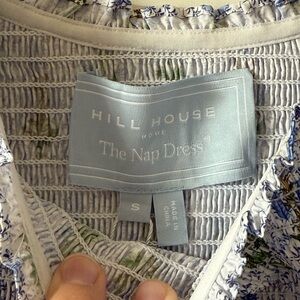 HILL HOUSE
HOME
The Nap Dress
S
MADE IN
CHINA